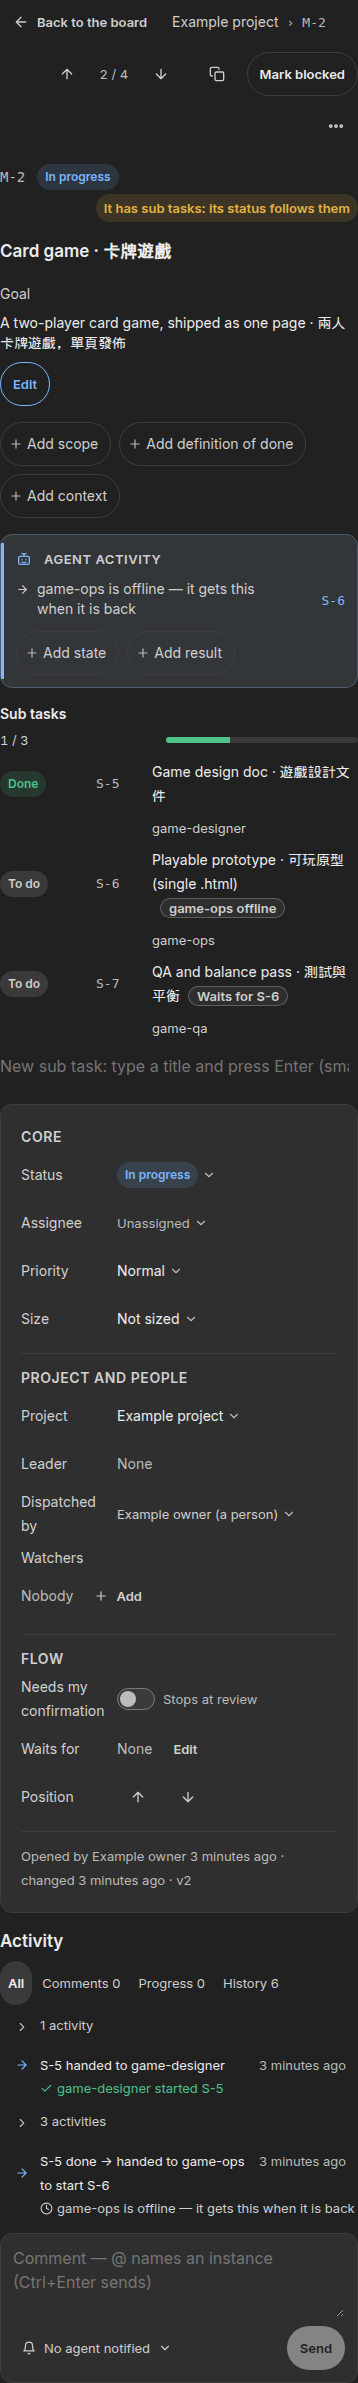 Back to the board Example project › M-2
2 / 4 Mark blocked
M-2 In progress
It has sub tasks: its status follows them
Card game · 卡牌遊戲
Goal
A two-player card game, shipped as one page · 兩人
卡牌遊戲，單頁發佈
Edit
+ Add scope + Add definition of done
+ Add context
AGENT ACTIVITY
→ game-ops is offline — it gets this
when it is back
S-6
+ Add state + Add result
Sub tasks
1 / 3
Done S-5 Game design doc · 遊戲設計文
件
game-designer
To do S-6 Playable prototype · 可玩原型
(single .html)
game-ops offline
game-ops
To do S-7 QA and balance pass · 測試與
平衡 Waits for S-6
game-qa
New sub task: type a title and press Enter (sma
CORE
Status In progress
Assignee Unassigned
Priority Normal
Size Not sized
PROJECT AND PEOPLE
Project Example project
Leader None
Dispatched
by Example owner (a person)
Watchers
Nobody + Add
FLOW
Needs my
confirmation Stops at review
Waits for None Edit
Position ↑ ↓
Opened by Example owner 3 minutes ago ·
changed 3 minutes ago · v2
Activity
All Comments 0 Progress 0 History 6
1 activity
→ S-5 handed to game-designer 3 minutes ago
✓ game-designer started S-5
3 activities
→ S-5 done → handed to game-ops 3 minutes ago
to start S-6
game-ops is offline — it gets this when it is back
Comment — @ names an instance
(Ctrl+Enter sends)
No agent notified Send